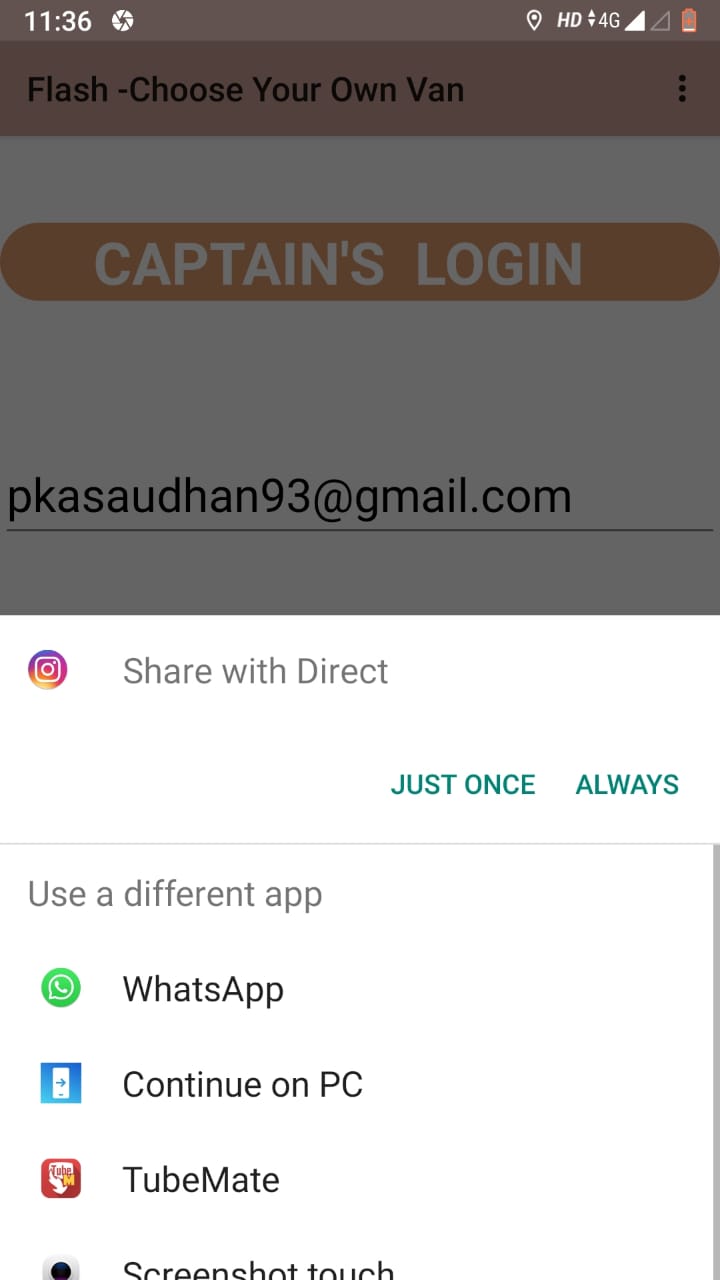 11:36 HD 4G
Flash -Choose Your Own Van
CAPTAIN'S LOGIN
pkasaudhan93@gmail.com
Share with Direct
JUST ONCE ALWAYS
Use a different app
WhatsApp
Continue on PC
Tube M
TubeMate
Screenshot touch